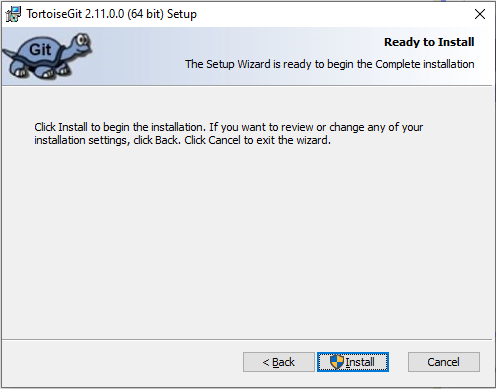 TortoiseGit 2.11.0.0 (64 bit) Setup
Git
Ready to Install
The Setup Wizard is ready to begin the Complete installation
Click Install to begin the installation. If you want to review or change any of your
installation settings, click Back. Click Cancel to exit the wizard.
< Back
Install
Cancel